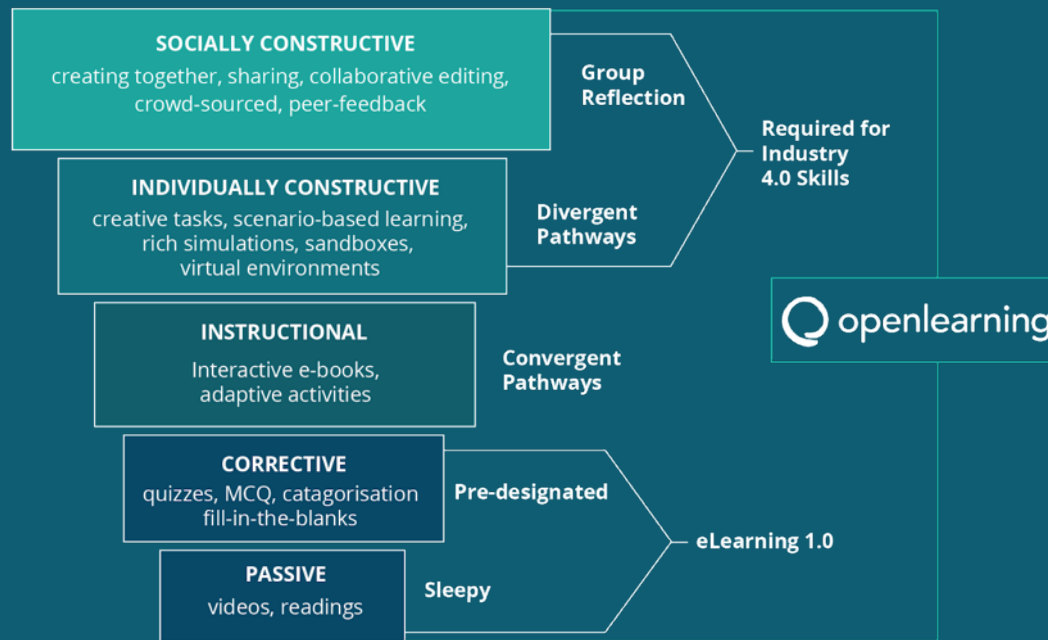 SOCIALLY CONSTRUCTIVE
creating together, sharing, collaborative editing,
crowd-sourced, peer-feedback
Group
Reflection
Required for
Industry
4.0 Skills
INDIVIDUALLY CONSTRUCTIVE
creative tasks, scenario-based learning,
rich simulations, sandboxes,
virtual environments
Divergent
Pathways
openlearning
INSTRUCTIONAL
Interactive e-books,
adaptive activities
Convergent
Pathways
CORRECTIVE
quizzes, MCQ, catagorisation
fill-in-the-blanks
Pre-designated
eLearning 1.0
PASSIVE
videos, readings
Sleepy